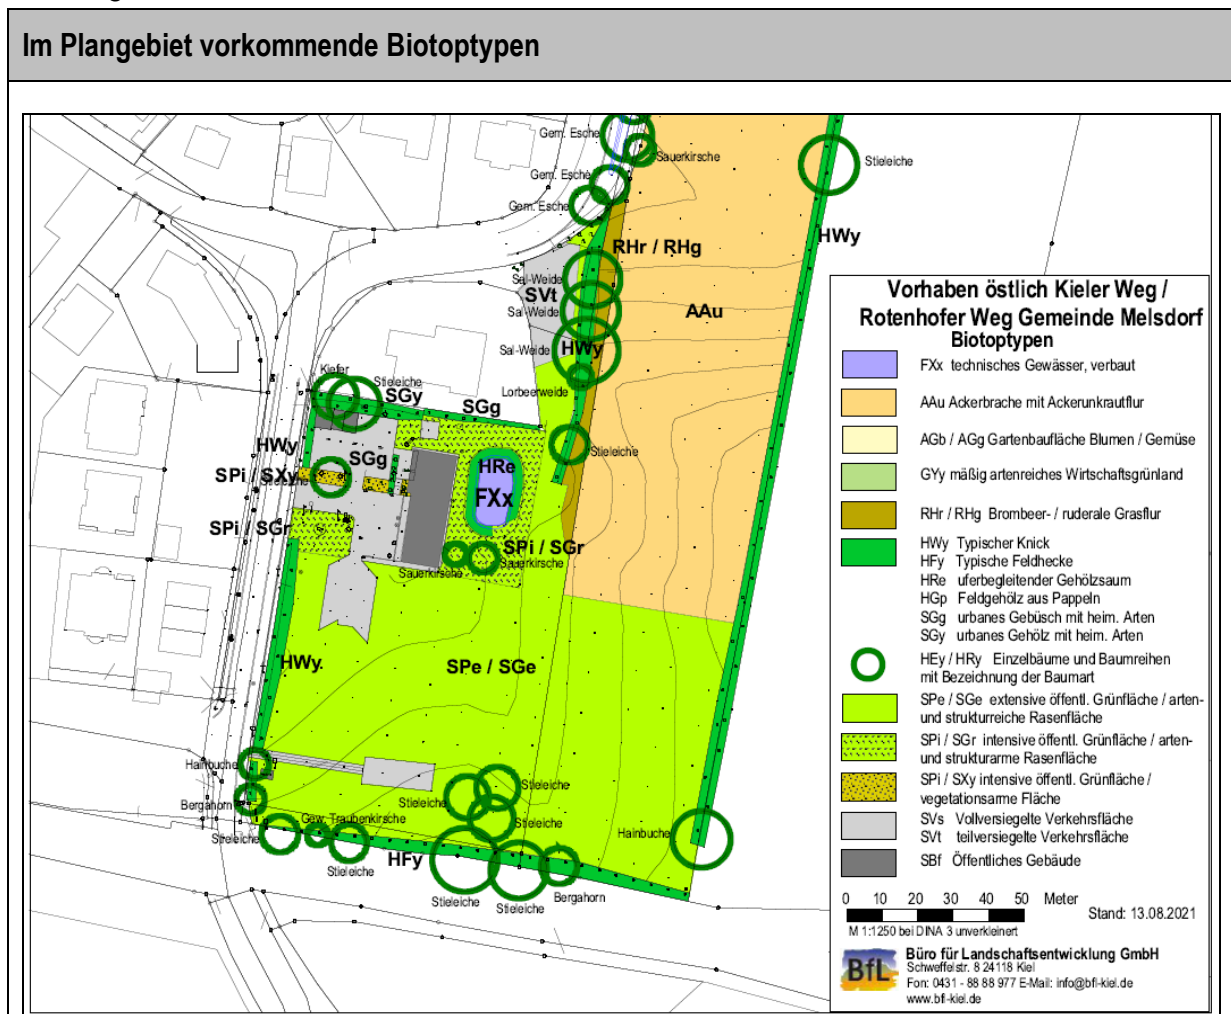 Im Plangebiet vorkommende Biotoptypen
Gem. Esche
Sauerkirsche
Stieleiche
Gem. Esche
Gem. Esche
HWy
RHr / RHg
Sal-Weide
SVt
Sal-Weide
AAu
Sal-Weide
HWy
Kiefer
Stieleiche
SGy
Lorbeerweide
SGg
HWy
Stieleiche
SGg
HRe
SPi / SXy
FXx
SPi / SGr
SPi / SGr
Sauerkirsche
Sauerkirsche
HWy
SPe / SGe
Hainbuche
Stieleiche
Bergahorn
Stieleiche
Gew. Traubenkirsche
Stieleiche
Hainbuche
Stieleiche
HFy
Stieleiche
Bergahorn
Stieleiche
Stieleiche
Vorhaben östlich Kieler Weg /
Rotenhofer Weg Gemeinde Melsdorf
Biotoptypen
FXx technisches Gewässer, verbaut
AAu Ackerbrache mit Ackerunkrautflur
AGb / AGg Gartenbaufläche Blumen / Gemüse
GYy mäßig artenreiches Wirtschaftsgrünland
RHr / RHg Brombeer- / ruderale Grasflur
HWy Typischer Knick
HFy Typische Feldhecke
HRe uferbegleitender Gehölzsaum
HGp Feldgehölz aus Pappeln
SGg urbanes Gebüsch mit heim. Arten
SGy urbanes Gehölz mit heim. Arten
HEy / HRy Einzelbäume und Baumreihen
mit Bezeichnung der Baumart
SPe / SGe extensive öffentl. Grünfläche / arten-
und strukturreiche Rasenfläche
SPi / SGr intensive öffentl. Grünfläche / arten-
und strukturarme Rasenfläche
SPi / SXy intensive öffentl. Grünfläche /
vegetationsarme Fläche
SVs Vollversiegelte Verkehrsfläche
SVt teilversiegelte Verkehrsfläche
SBf Öffentliches Gebäude
0 10 20 30 40 50 Meter
Stand: 13.08.2021
M 1:1250 bei DINA 3 unverkleinert
BfL
Büro für Landschaftsentwicklung GmbH
Schweffelstr. 8 24118 Kiel
Fon: 0431 - 88 88 977 E-Mail: info@bfl-kiel.de
www.bfl-kiel.de